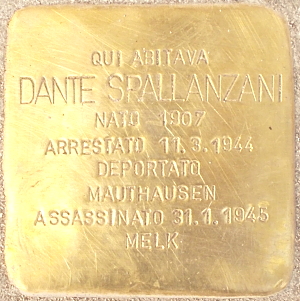 QUI ABITAVA
DANTE SPALLANZANI
NATO 1907
ARRESTATO 11.3.1944
DEPORTATO
MAUTHAUSEN
ASSASSINATO 31.1.1945
MELK